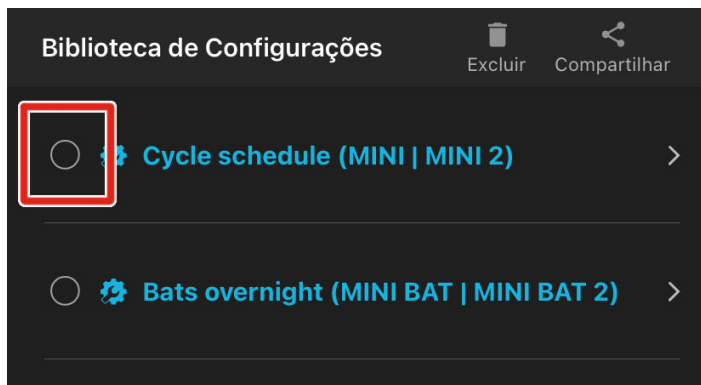 Biblioteca de Configurações
Excluir
Compartilhar
Cycle schedule (MINI | MINI 2)
Bats overnight (MINI BAT | MINI BAT 2)